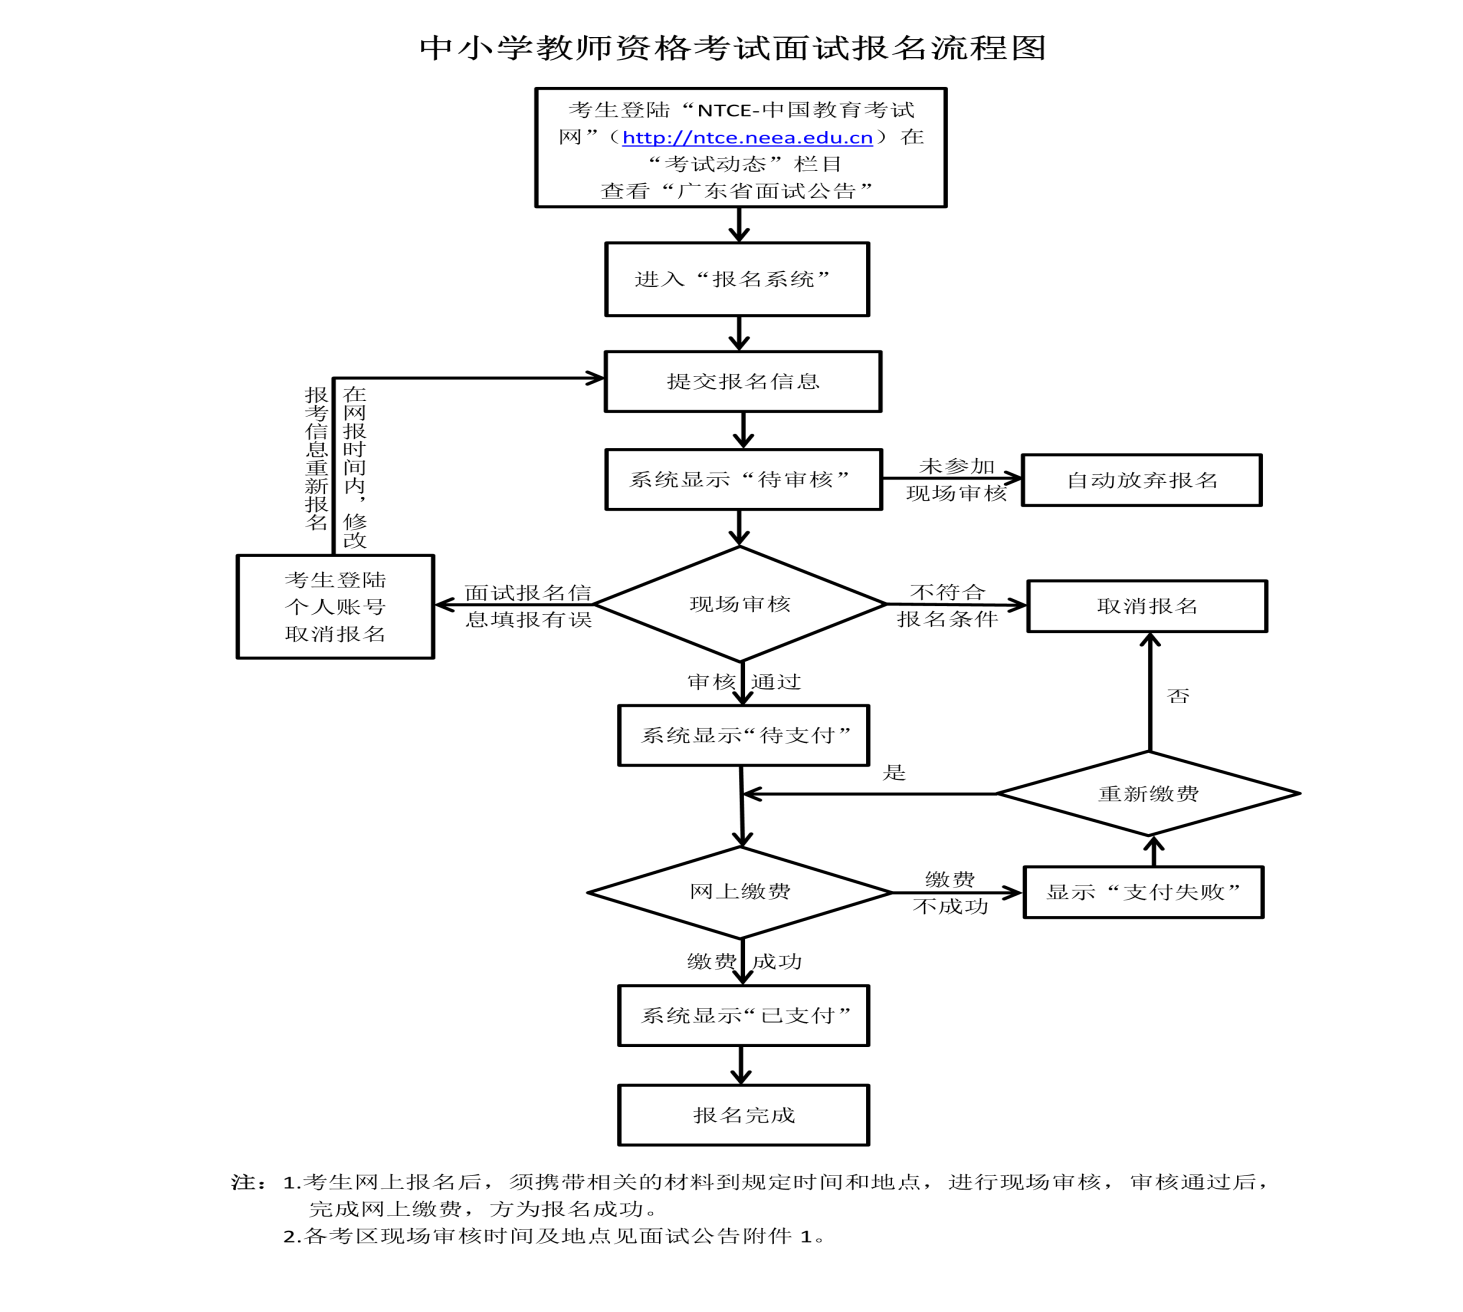 中小学教师资格考试面试报名流程图
考生登陆“NTCE-中国教育考试
网”（http://ntce.neea.edu.cn）在
“考试动态”栏目
查看“广东省面试公告”
进入“报名系统”
提交报名信息
在网报时间内，修改
报考信息重新报名
系统显示“待审核”
未参加
现场审核
自动放弃报名
考生登陆
个人账号
取消报名
面试报名信
息填报有误
现场审核
不符合
报名条件
取消报名
审核 通过
否
系统显示“待支付”
是
重新缴费
网上缴费
缴费
不成功
显示“支付失败”
缴费 成功
系统显示“已支付”
报名完成
注：1.考生网上报名后，须携带相关的材料到规定时间和地点，进行现场审核，审核通过后，
完成网上缴费，方为报名成功。
2.各考区现场审核时间及地点见面试公告附件 1。